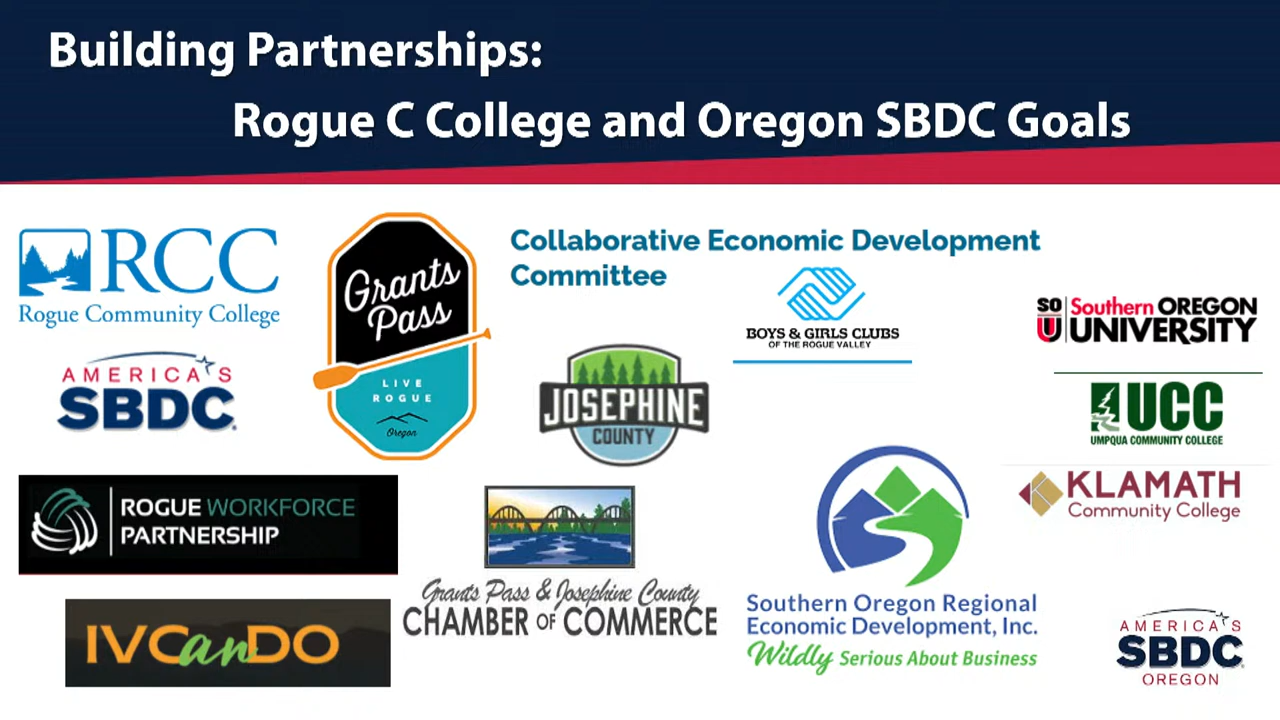 Building Partnerships:
Rogue C College and Oregon SBDC Goals
RCC
Rogue Community College
Grants
Pass
LIVE
ROGUE
Oregon
Collaborative Economic Development
Committee
BOYS & GIRLS CLUBS
OF THE ROGUE VALLEY
SO
U
Southern OREGON
UNIVERSITY
AMERICA'S
SBDC
JOSEPHINE
COUNTY
UCC
UMPQUA COMMUNITY COLLEGE
KLAMATH
Community College
ROGUE WORKFORCE
PARTNERSHIP
Grants Pass & Josephine County
CHAMBER OF COMMERCE
Southern Oregon Regional
Economic Development, Inc.
Wildly Serious About Business
IVCanDO
AMERICA'S
SBDC
OREGON